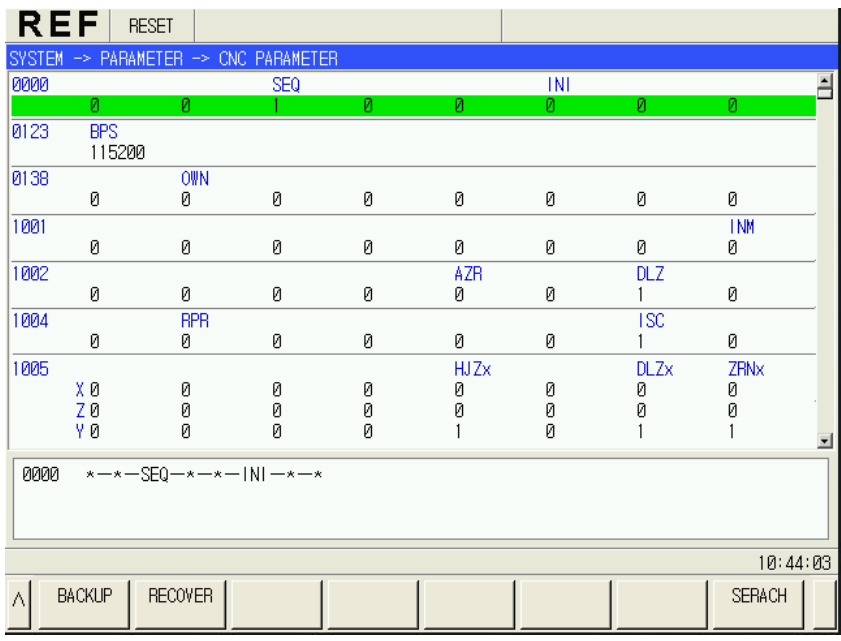 REF RESET
SYSTEM -> PARAMETER -> CNC PARAMETER
0000 SEQ INI
0 0 1 0 0 0 0 0
0123 BPS
115200
0138 OWN
0 0 0 0 0 0 0 0
1001 INM
0 0 0 0 0 0 0 0
1002 AZR DLZ
0 0 0 0 0 0 1 0
1004 RPR ISC
0 0 0 0 0 0 1 0
1005 HJZx DLZx ZRNx
X 0 0 0 0 0 0 0 0
Z 0 0 0 0 0 0 0 0
Y 0 0 0 0 1 0 1 1
0000 *—*—SEQ—*—*—INI—*—*
10:44:03
^ BACKUP RECOVER SERACH